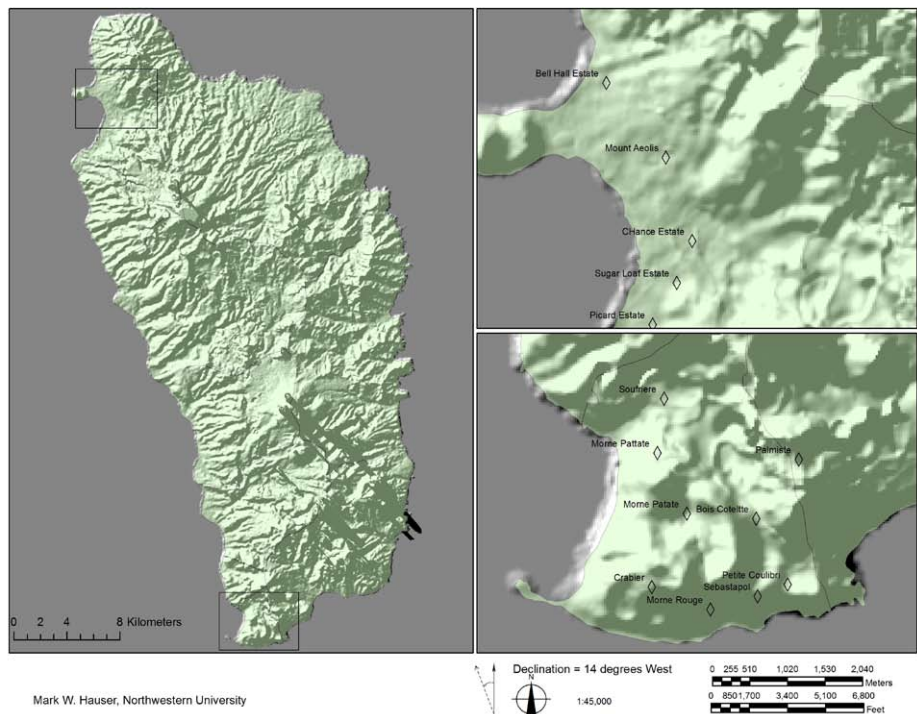 Bell Hall Estate
Mount Aeolis
CHance Estate
Sugar Loaf Estate
Picard Estate
Soufriere
Morne Pattate
Palmiste
Morne Patate
Bois Coteltte
Crabier
Petite Coulibri
Sebastapol
Morne Rouge
0 2 4 8 Kilometers
Mark W. Hauser, Northwestern University
Declination = 14 degrees West
N
1:45,000
0 255 510 1,020 1,530 2,040
Meters
0 850 1,700 3,400 5,100 6,800
Feet